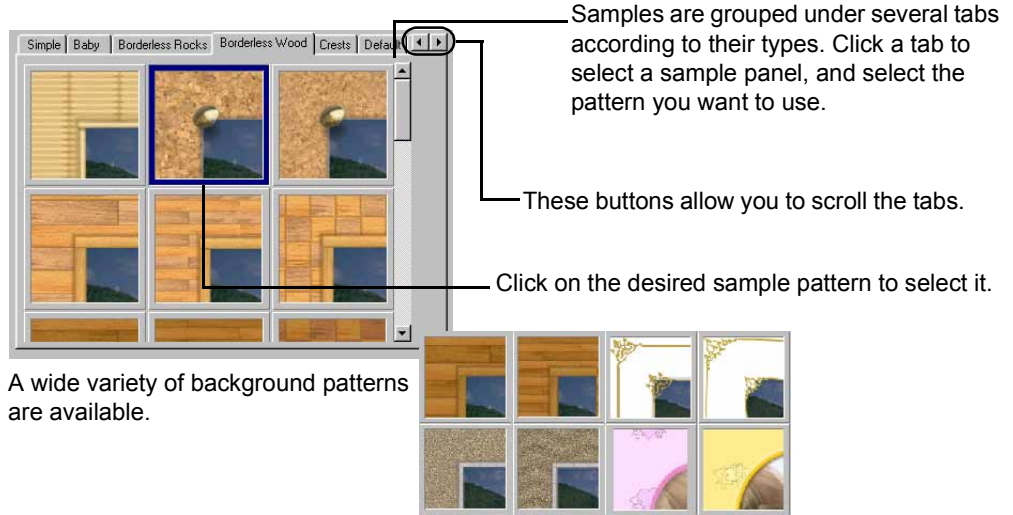 Samples are grouped under several tabs
according to their types. Click a tab to
select a sample panel, and select the
pattern you want to use.
Simple Baby Borderless Rocks Borderless Wood Crests Default
These buttons allow you to scroll the tabs.
Click on the desired sample pattern to select it.
A wide variety of background patterns
are available.